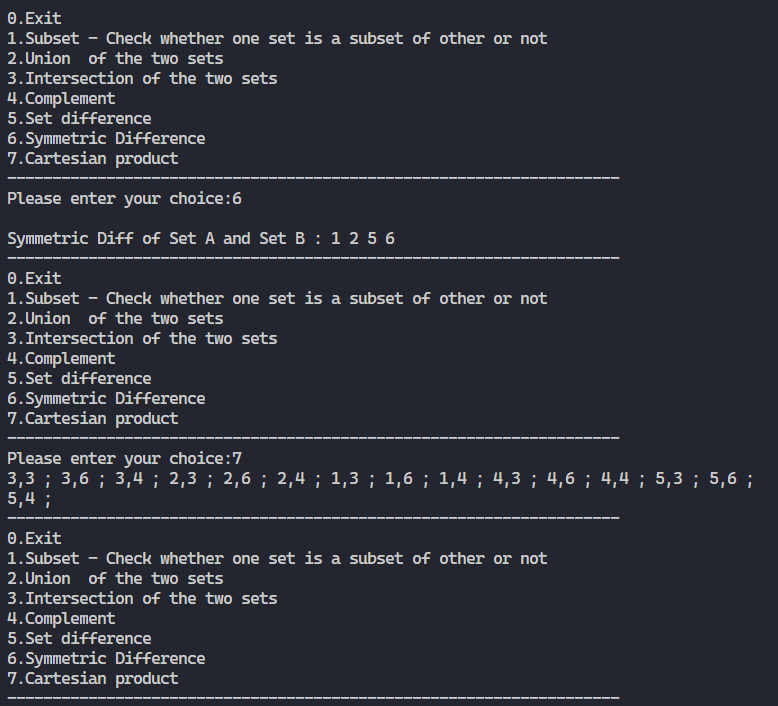 0.Exit
1.Subset - Check whether one set is a subset of other or not
2.Union  of the two sets
3.Intersection of the two sets
4.Complement
5.Set difference
6.Symmetric Difference
7.Cartesian product
--------------------------------------------------------------------
Please enter your choice:6
Symmetric Diff of Set A and Set B : 1 2 5 6
--------------------------------------------------------------------
0.Exit
1.Subset - Check whether one set is a subset of other or not
2.Union  of the two sets
3.Intersection of the two sets
4.Complement
5.Set difference
6.Symmetric Difference
7.Cartesian product
--------------------------------------------------------------------
Please enter your choice:7
3,3 ; 3,6 ; 3,4 ; 2,3 ; 2,6 ; 2,4 ; 1,3 ; 1,6 ; 1,4 ; 4,3 ; 4,6 ; 4,4 ; 5,3 ; 5,6 ;
5,4 ;
--------------------------------------------------------------------
0.Exit
1.Subset - Check whether one set is a subset of other or not
2.Union  of the two sets
3.Intersection of the two sets
4.Complement
5.Set difference
6.Symmetric Difference
7.Cartesian product
--------------------------------------------------------------------